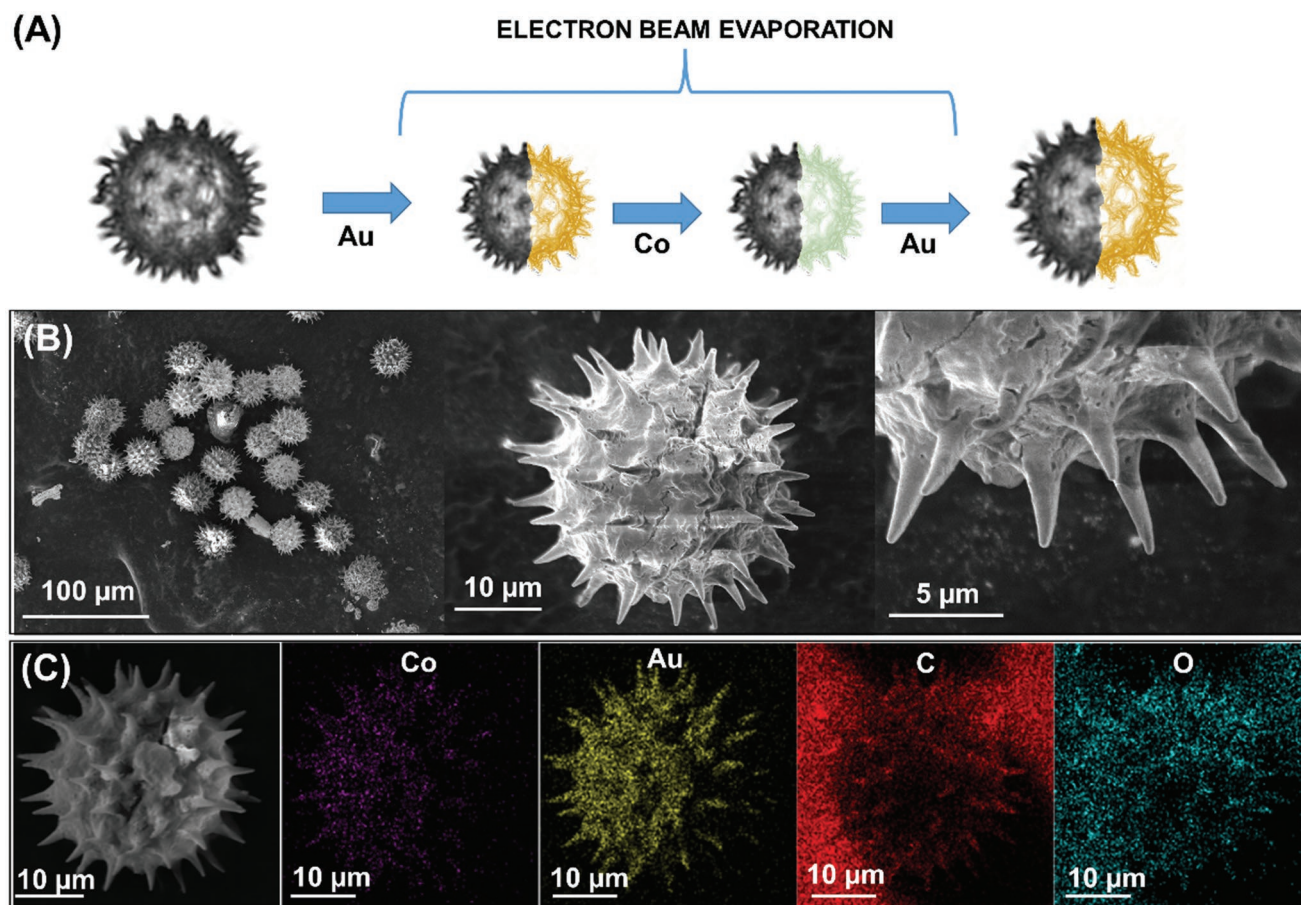 (A)
ELECTRON BEAM EVAPORATION
Au
Co
Au
(B)
100 µm
10 µm
5 µm
(C)
Co
Au
C
O
10 µm
10 µm
10 µm
10 µm
10 µm